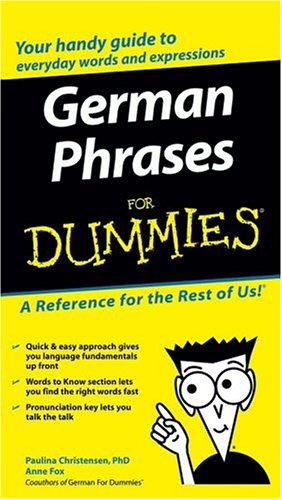 Your handy guide to
everyday words and expressions
German
Phrases
FOR
DUMMIES®
A Reference for the Rest of Us!®
Quick & easy approach gives
you language fundamentals
up front
Words to Know section lets
you find the right words fast
Pronunciation key lets you
talk the talk
Paulina Christensen, PhD
Anne Fox
Coauthors of German For Dummies®